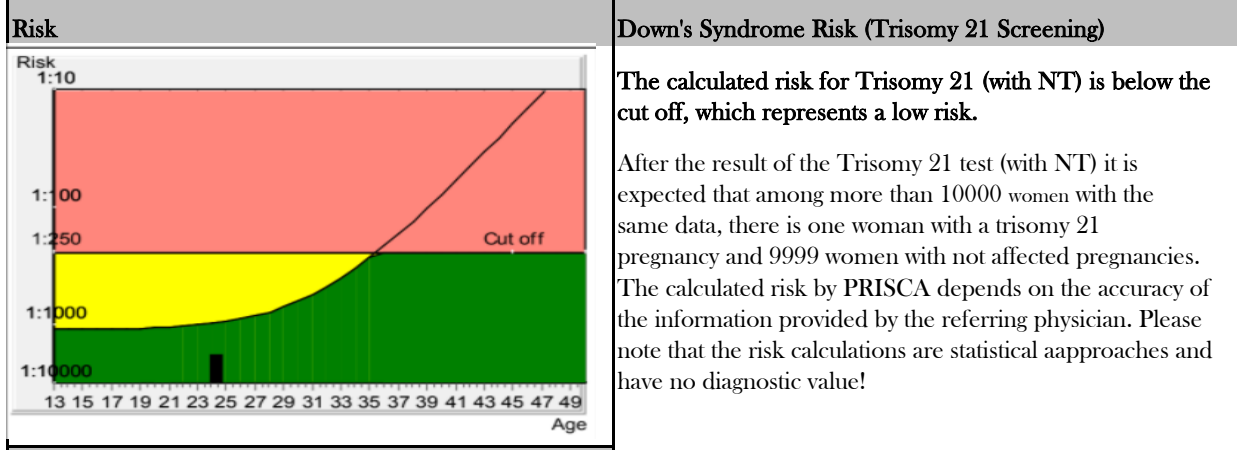 Risk
Risk
1:10
1:100
1:250
Cut off
1:1000
1:10000
13 15 17 19 21 23 25 27 29 31 33 35 37 39 41 43 45 47 49
Age
Down's Syndrome Risk (Trisomy 21 Screening)
The calculated risk for Trisomy 21 (with NT) is below the
cut off, which represents a low risk.
After the result of the Trisomy 21 test (with NT) it is
expected that among more than 10000 women with the
same data, there is one woman with a trisomy 21
pregnancy and 9999 women with not affected pregnancies.
The calculated risk by PRISCA depends on the accuracy of
the information provided by the referring physician. Please
note that the risk calculations are statistical aapproaches and
have no diagnostic value!